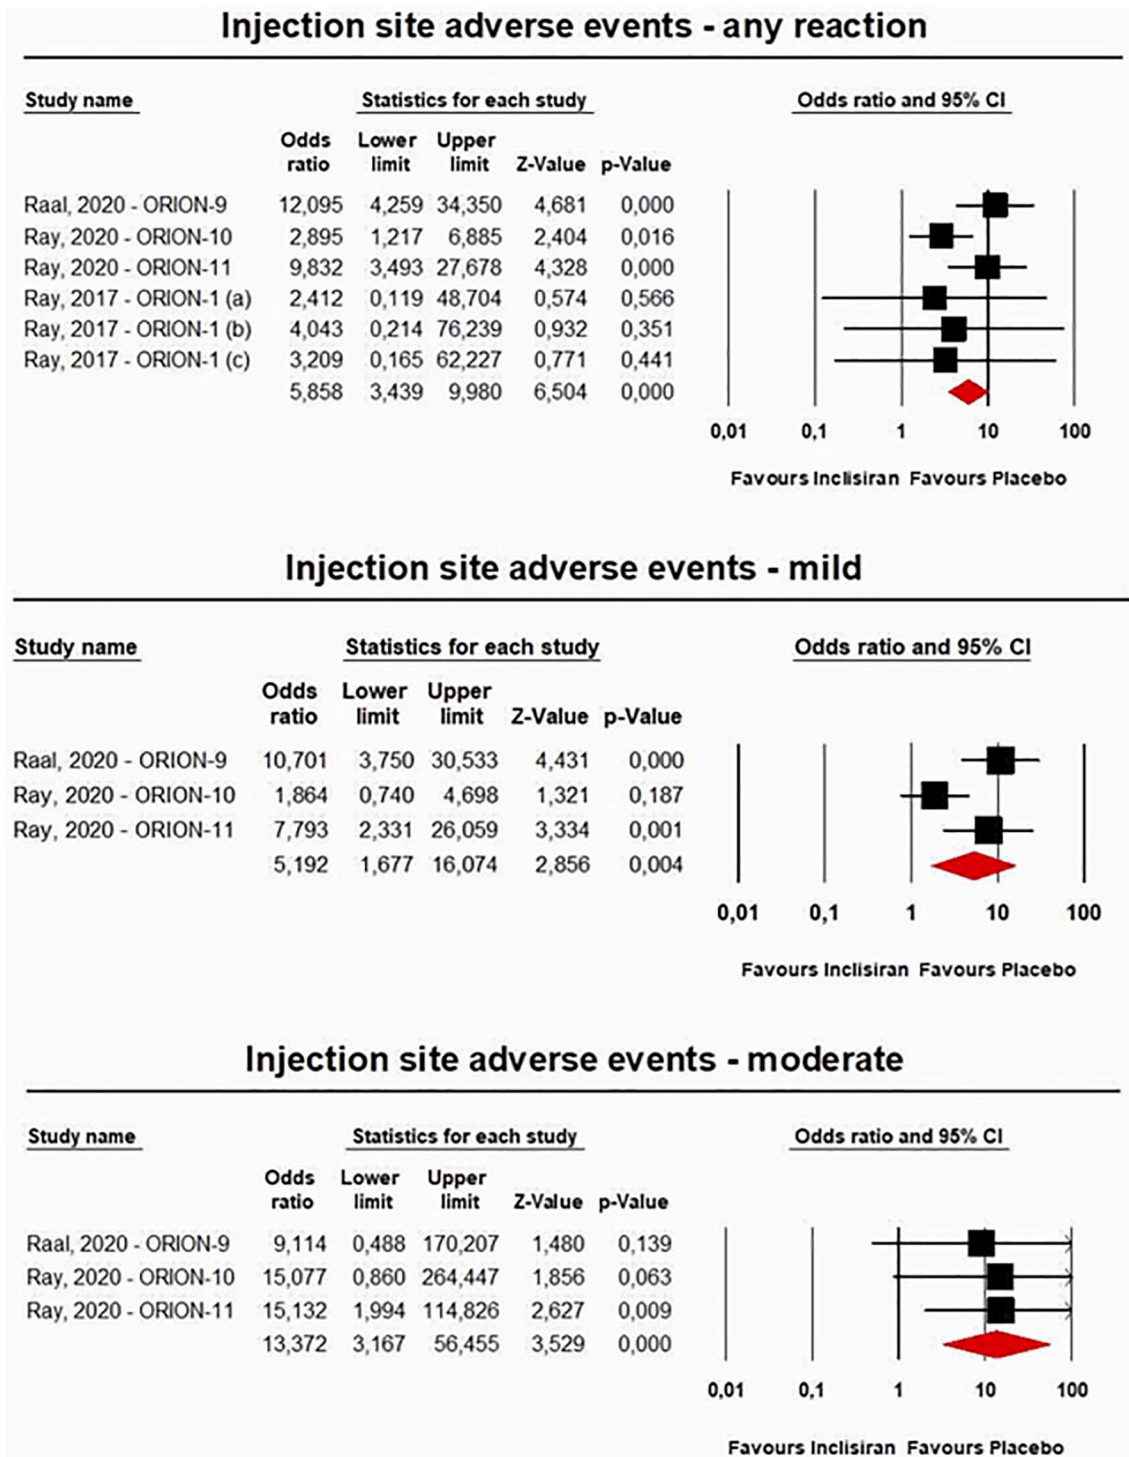 Injection site adverse events - any reaction
Study name Statistics for each study Odds ratio and 95% CI
Odds Lower Upper
ratio limit limit Z-Value p-Value
Raal, 2020 - ORION-9 12,095 4,259 34,350 4,681 0,000
Ray, 2020 - ORION-10 2,895 1,217 6,885 2,404 0,016
Ray, 2020 - ORION-11 9,832 3,493 27,678 4,328 0,000
Ray, 2017 - ORION-1 (a) 2,412 0,119 48,704 0,574 0,566
Ray, 2017 - ORION-1 (b) 4,043 0,214 76,239 0,932 0,351
Ray, 2017 - ORION-1 (c) 3,209 0,165 62,227 0,771 0,441
5,858 3,439 9,980 6,504 0,000
0,01 0,1 1 10 100
Favours Inclisiran Favours Placebo
Injection site adverse events - mild
Study name Statistics for each study Odds ratio and 95% CI
Odds Lower Upper
ratio limit limit Z-Value p-Value
Raal, 2020 - ORION-9 10,701 3,750 30,533 4,431 0,000
Ray, 2020 - ORION-10 1,864 0,740 4,698 1,321 0,187
Ray, 2020 - ORION-11 7,793 2,331 26,059 3,334 0,001
5,192 1,677 16,074 2,856 0,004
0,01 0,1 1 10 100
Favours Inclisiran Favours Placebo
Injection site adverse events - moderate
Study name Statistics for each study Odds ratio and 95% CI
Odds Lower Upper
ratio limit limit Z-Value p-Value
Raal, 2020 - ORION-9 9,114 0,488 170,207 1,480 0,139
Ray, 2020 - ORION-10 15,077 0,860 264,447 1,856 0,063
Ray, 2020 - ORION-11 15,132 1,994 114,826 2,627 0,009
13,372 3,167 56,455 3,529 0,000
0,01 0,1 1 10 100
Favours Inclisiran Favours Placebo